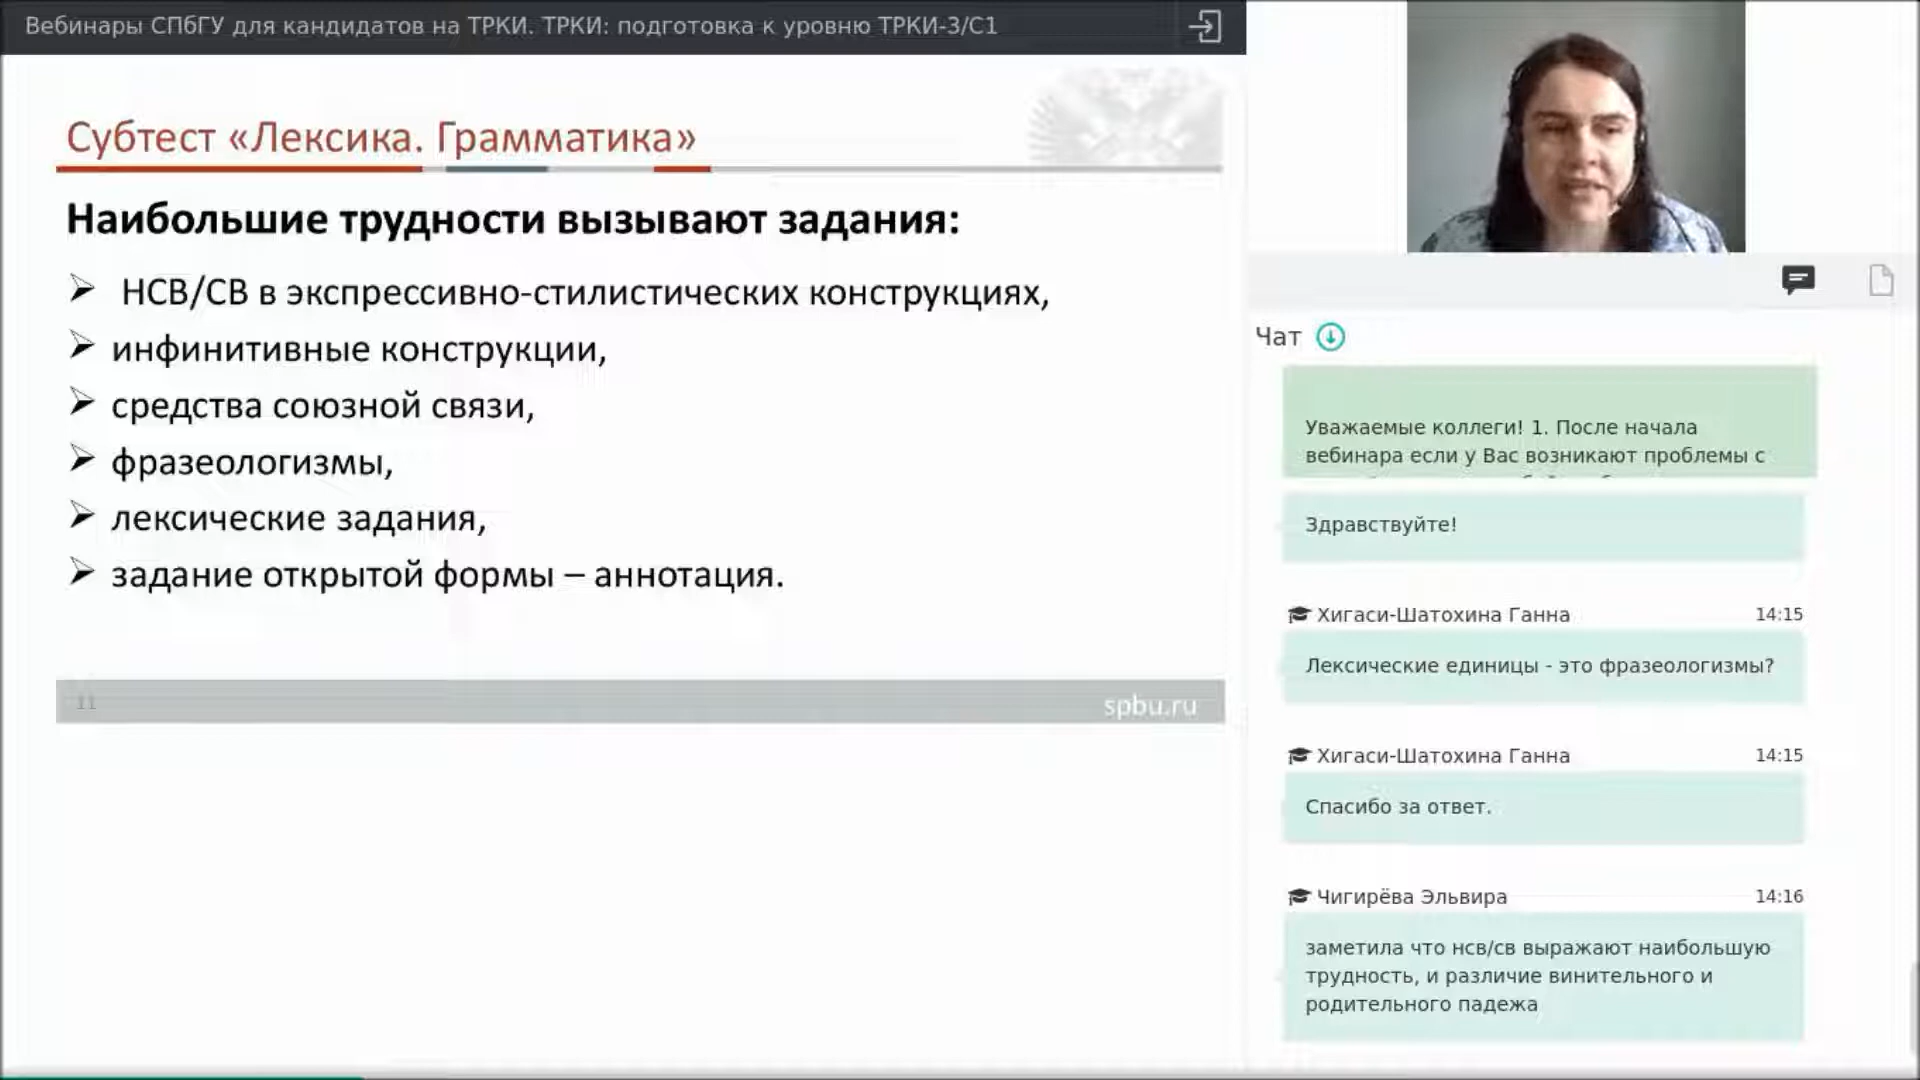 Вебинары СПбГУ для кандидатов на ТРКИ. ТРКИ: подготовка к уровню ТРКИ-3/С1
Субтест «Лексика. Грамматика»
Наибольшие трудности вызывают задания:
НСВ/СВ в экспрессивно-стилистических конструкциях,
инфинитивные конструкции,
средства союзной связи,
фразеологизмы,
лексические задания,
задание открытой формы – аннотация.
11
spbu.ru
Чат
Уважаемые коллеги! 1. После начала
вебинара если у Вас возникают проблемы с
Здравствуйте!
Хигаси-Шатохина Ганна 14:15
Лексические единицы - это фразеологизмы?
Хигаси-Шатохина Ганна 14:15
Спасибо за ответ.
Чигирёва Эльвира 14:16
заметила что нсв/св выражают наибольшую
трудность, и различие винительного и
родительного падежа